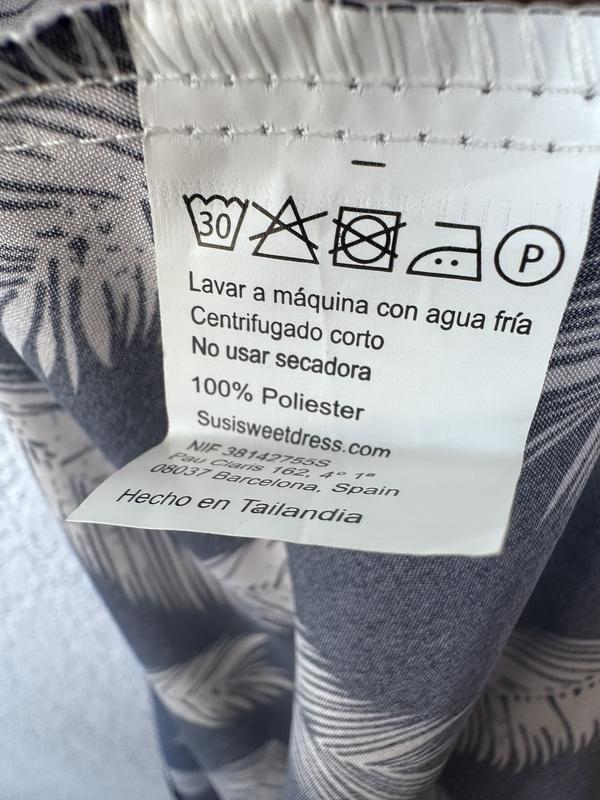 30
P
Lavar a máquina con agua fría
Centrifugado corto
No usar secadora
100% Poliester
Susisweetdress.com
NIF 38142755S
Pau Claris 162, 4º 1ª
08037 Barcelona, Spain
Hecho en Tailandia